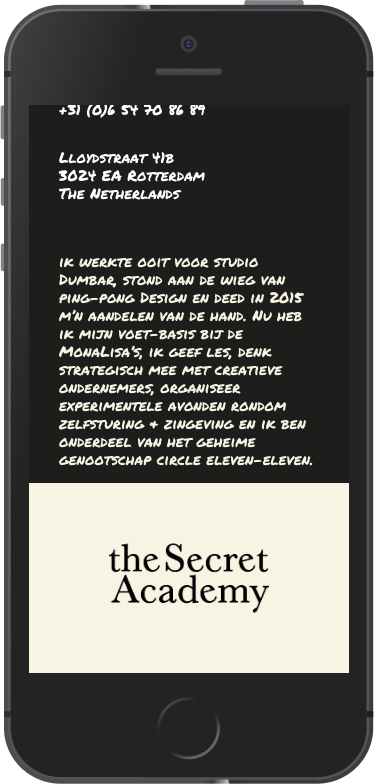 +31 (0)6 54 70 86 89
Lloydstraat 41b
3024 EA Rotterdam
The Netherlands
ik werkte ooit voor studio
Dumbar, stond aan de wieg van
ping-pong Design en deed in 2015
m'n aandelen van de hand. Nu heb
ik mijn voet-basis bij de
MonaLisa's, ik geef les, denk
strategisch mee met creatieve
ondernemers, organiseer
experimentele avonden rondom
zelfsturing & zingeving en ik ben
onderdeel van het geheime
genootschap circle eleven-eleven.
the Secret
Academy